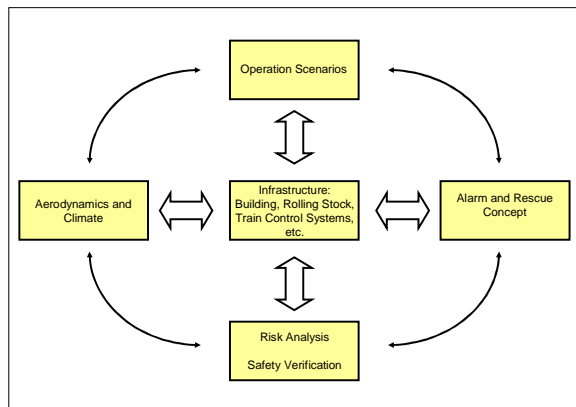 Operation Scenarios
Aerodynamics and
Climate
Infrastructure:
Building, Rolling Stock,
Train Control Systems,
etc.
Alarm and Rescue
Concept
Risk Analysis
Safety Verification